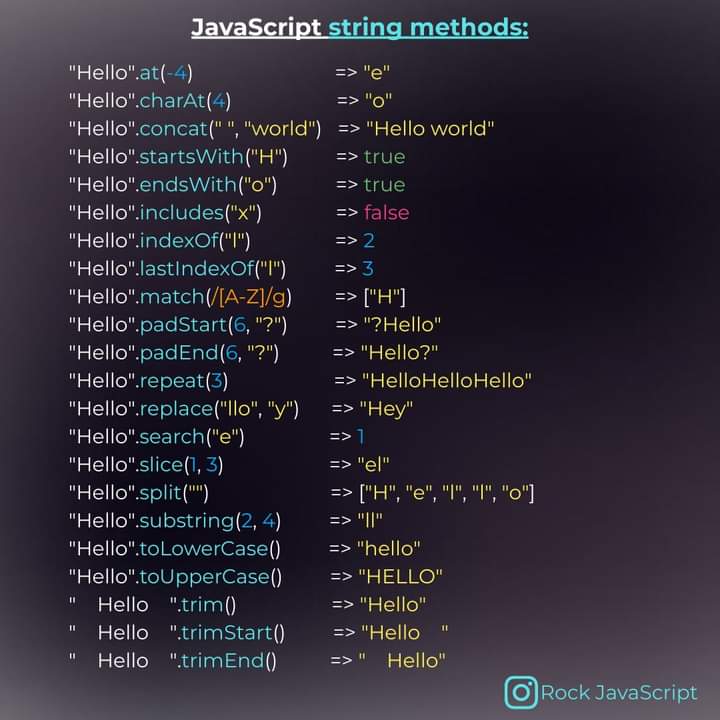 JavaScript string methods:
"Hello".at(-4) => "e"
"Hello".charAt(4) => "o"
"Hello".concat(" ", "world") => "Hello world"
"Hello".startsWith("H") => true
"Hello".endsWith("o") => true
"Hello".includes("x") => false
"Hello".indexOf("l") => 2
"Hello".lastIndexOf("l") => 3
"Hello".match(/[A-Z]/g) => ["H"]
"Hello".padStart(6, "?") => "?Hello"
"Hello".padEnd(6, "?") => "Hello?"
"Hello".repeat(3) => "HelloHelloHello"
"Hello".replace("llo", "y") => "Hey"
"Hello".search("e") => 1
"Hello".slice(1, 3) => "el"
"Hello".split("") => ["H", "e", "l", "l", "o"]
"Hello".substring(2, 4) => "ll"
"Hello".toLowerCase() => "hello"
"Hello".toUpperCase() => "HELLO"
"    Hello    ".trim() => "Hello"
"    Hello    ".trimStart() => "Hello    "
"    Hello    ".trimEnd() => "    Hello"
Rock JavaScript